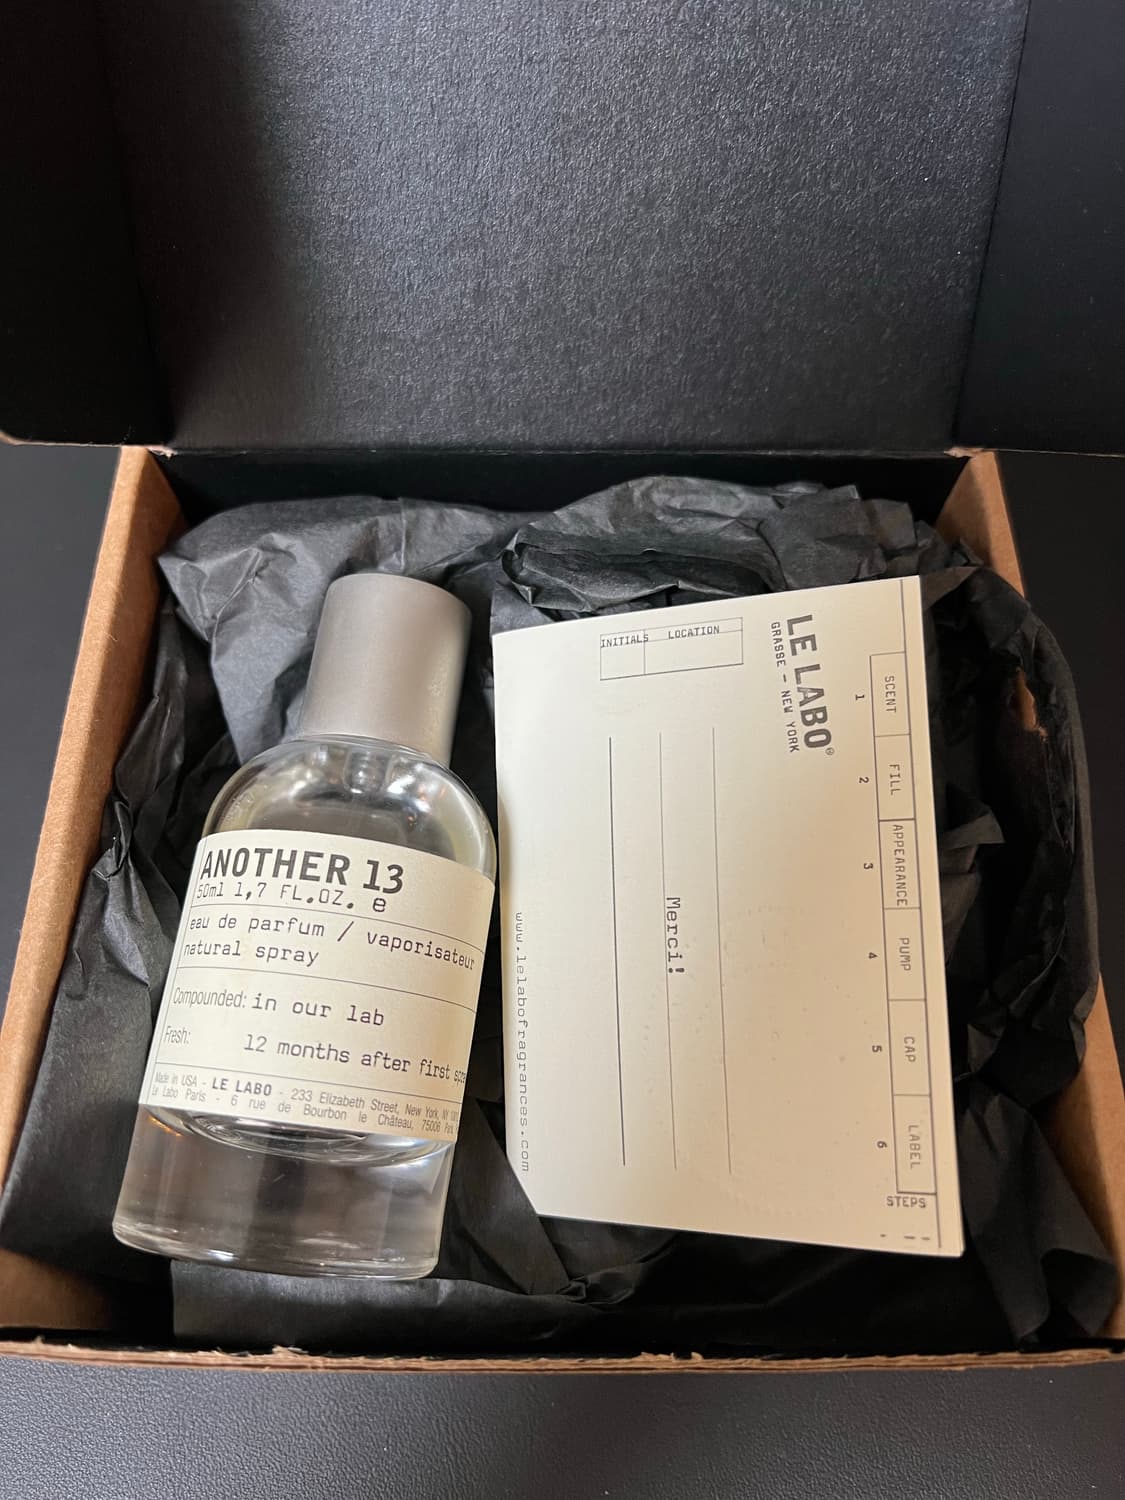 ANOTHER 13
50ml 1,7 FL.OZ. e
eau de parfum / vaporisateur
natural spray
Compounded: in our lab
Fresh: 12 months after first
Made in USA - LE LABO - 233 Elizabeth Street, New York, NY
Le Labo Paris - 6 rue de Bourbon le Château, 75006
LE LABO®
GRASSE — NEW YORK
INITIALS LOCATION
SCENT FILL APPEARANCE PUMP CAP LABEL
1 2 3 4 5 6 STEPS
Merci!
www.lelabofragrances.com